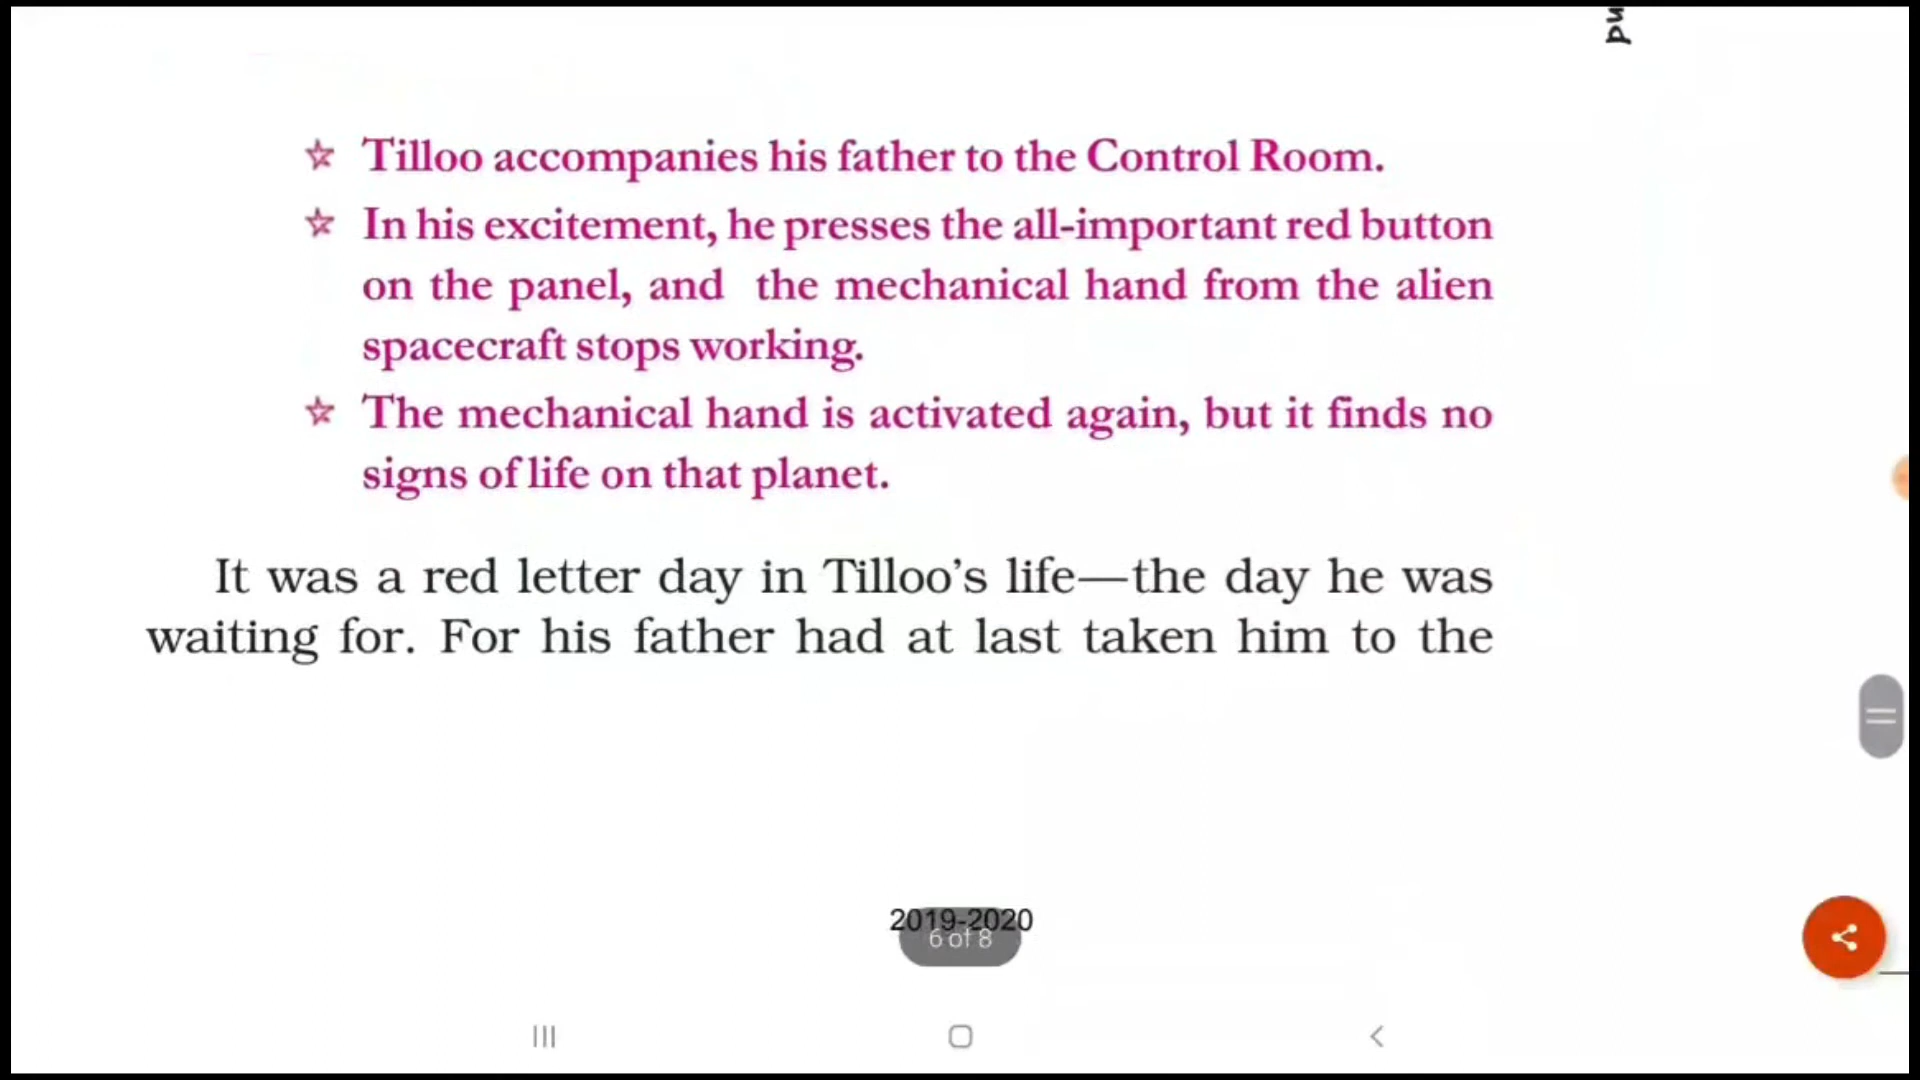 nd
☆ Tilloo accompanies his father to the Control Room.
☆ In his excitement, he presses the all-important red button
on the panel, and the mechanical hand from the alien
spacecraft stops working.
☆ The mechanical hand is activated again, but it finds no
signs of life on that planet.
It was a red letter day in Tilloo’s life—the day he was
waiting for. For his father had at last taken him to the
2019-2020
6 of 8